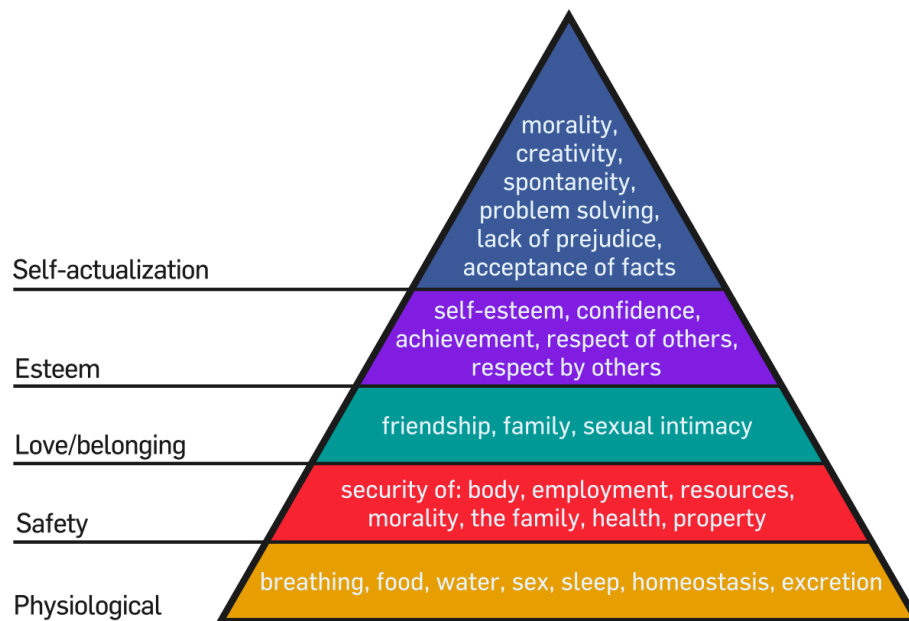 morality,
creativity,
spontaneity,
problem solving,
lack of prejudice,
acceptance of facts
Self-actualization
self-esteem, confidence,
achievement, respect of others,
respect by others
Esteem
friendship, family, sexual intimacy
Love/belonging
security of: body, employment, resources,
morality, the family, health, property
Safety
breathing, food, water, sex, sleep, homeostasis, excretion
Physiological